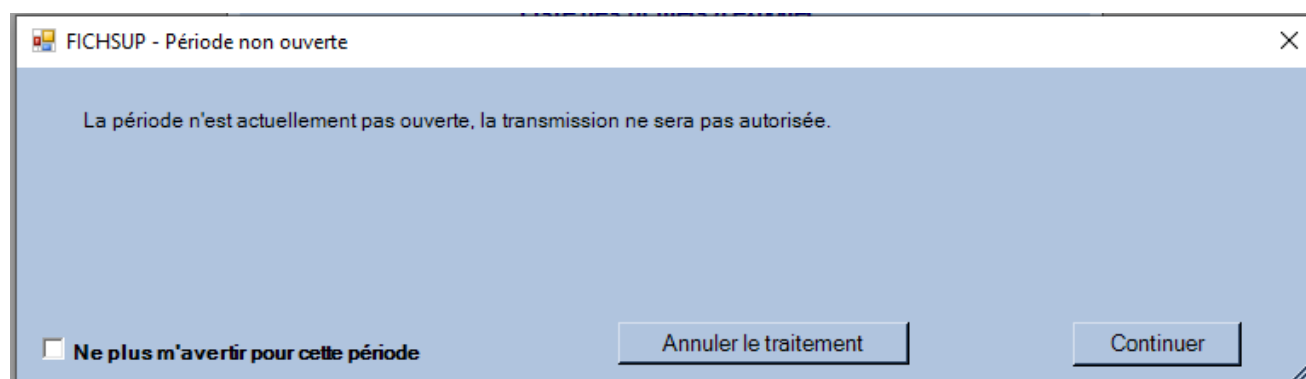 FICHSUP - Période non ouverte
La période n'est actuellement pas ouverte, la transmission ne sera pas autorisée.
Ne plus m'avertir pour cette période
Annuler le traitement
Continuer